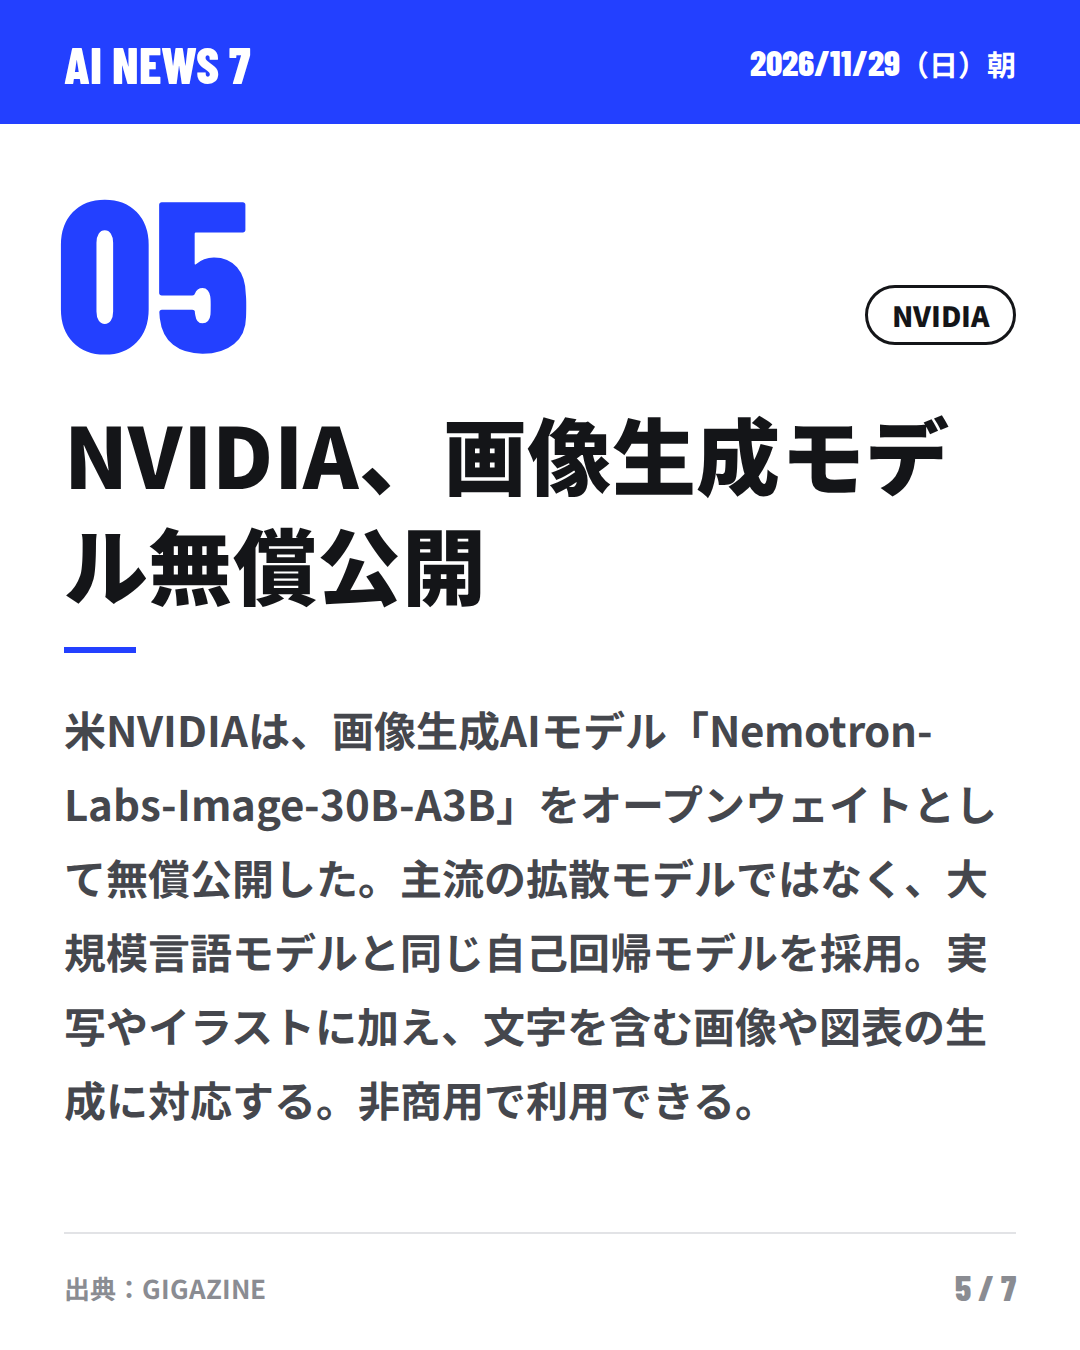 AI NEWS 7
2026/11/29（日）朝
05
NVIDIA
NVIDIA、画像生成モデ
ル無償公開
米NVIDIAは、画像生成AIモデル「Nemotron-
Labs-Image-30B-A3B」をオープンウェイトとし
て無償公開した。主流の拡散モデルではなく、大
規模言語モデルと同じ自己回帰モデルを採用。実
写やイラストに加え、文字を含む画像や図表の生
成に対応する。非商用で利用できる。
出典：GIGAZINE
5 / 7